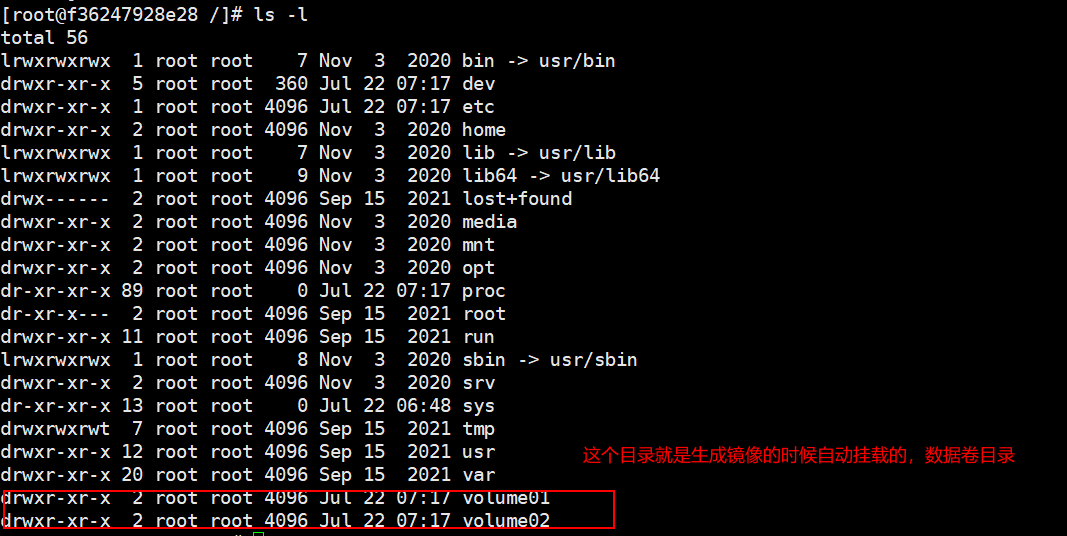 [root@f36247928e28 /]# ls -l
total 56
lrwxrwxrwx  1 root root    7 Nov  3  2020 bin -> usr/bin
drwxr-xr-x  5 root root  360 Jul 22 07:17 dev
drwxr-xr-x  1 root root 4096 Jul 22 07:17 etc
drwxr-xr-x  2 root root 4096 Nov  3  2020 home
lrwxrwxrwx  1 root root    7 Nov  3  2020 lib -> usr/lib
lrwxrwxrwx  1 root root    9 Nov  3  2020 lib64 -> usr/lib64
drwx------  2 root root 4096 Sep 15  2021 lost+found
drwxr-xr-x  2 root root 4096 Nov  3  2020 media
drwxr-xr-x  2 root root 4096 Nov  3  2020 mnt
drwxr-xr-x  2 root root 4096 Nov  3  2020 opt
dr-xr-xr-x 89 root root    0 Jul 22 07:17 proc
dr-xr-x---  2 root root 4096 Sep 15  2021 root
drwxr-xr-x 11 root root 4096 Sep 15  2021 run
lrwxrwxrwx  1 root root    8 Nov  3  2020 sbin -> usr/sbin
drwxr-xr-x  2 root root 4096 Nov  3  2020 srv
dr-xr-xr-x 13 root root    0 Jul 22 06:48 sys
drwxrwxrwt  7 root root 4096 Sep 15  2021 tmp
drwxr-xr-x 12 root root 4096 Sep 15  2021 usr
这个目录就是生成镜像的时候自动挂载的，数据卷目录
drwxr-xr-x 20 root root 4096 Sep 15  2021 var
drwxr-xr-x  2 root root 4096 Jul 22 07:17 volume01
drwxr-xr-x  2 root root 4096 Jul 22 07:17 volume02